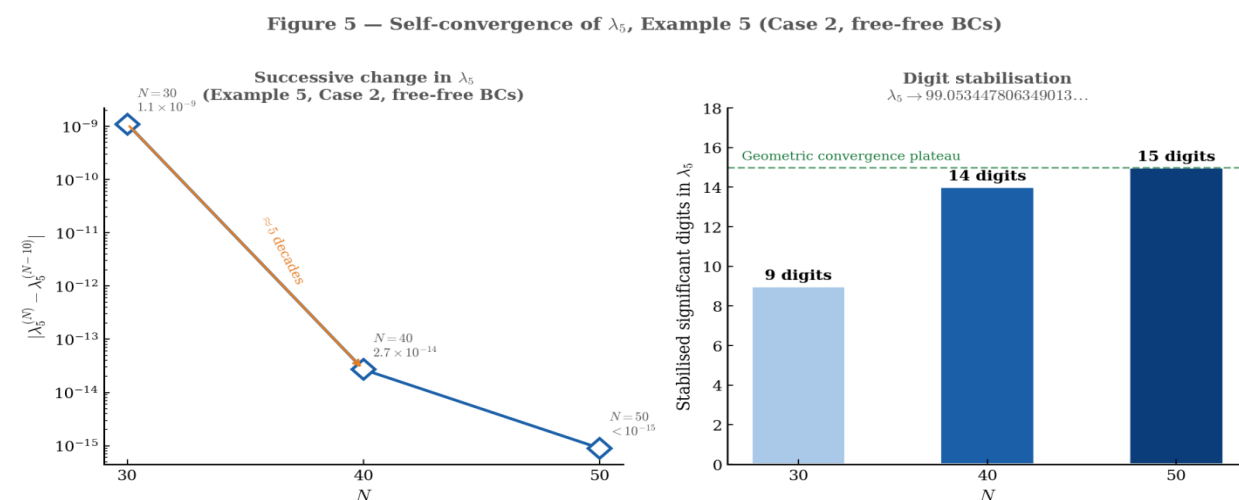 Figure 5 — Self-convergence of λ₅, Example 5 (Case 2, free-free BCs)
Successive change in λ₅
(Example 5, Case 2, free-free BCs)
N = 30
1.1 × 10⁻⁹
≈5 decades
N = 40
2.7 × 10⁻¹⁴
N = 50
< 10⁻¹⁵
|λ₅⁽ᴺ⁾ − λ₅⁽ᴺ⁻¹⁰⁾|
10⁻⁹
10⁻¹⁰
10⁻¹¹
10⁻¹²
10⁻¹³
10⁻¹⁴
10⁻¹⁵
30 40 50
N
Digit stabilisation
λ₅ → 99.053447806349013…
Geometric convergence plateau
9 digits
14 digits
15 digits
Stabilised significant digits in λ₅
18
16
14
12
10
8
6
4
2
0
30 40 50
N